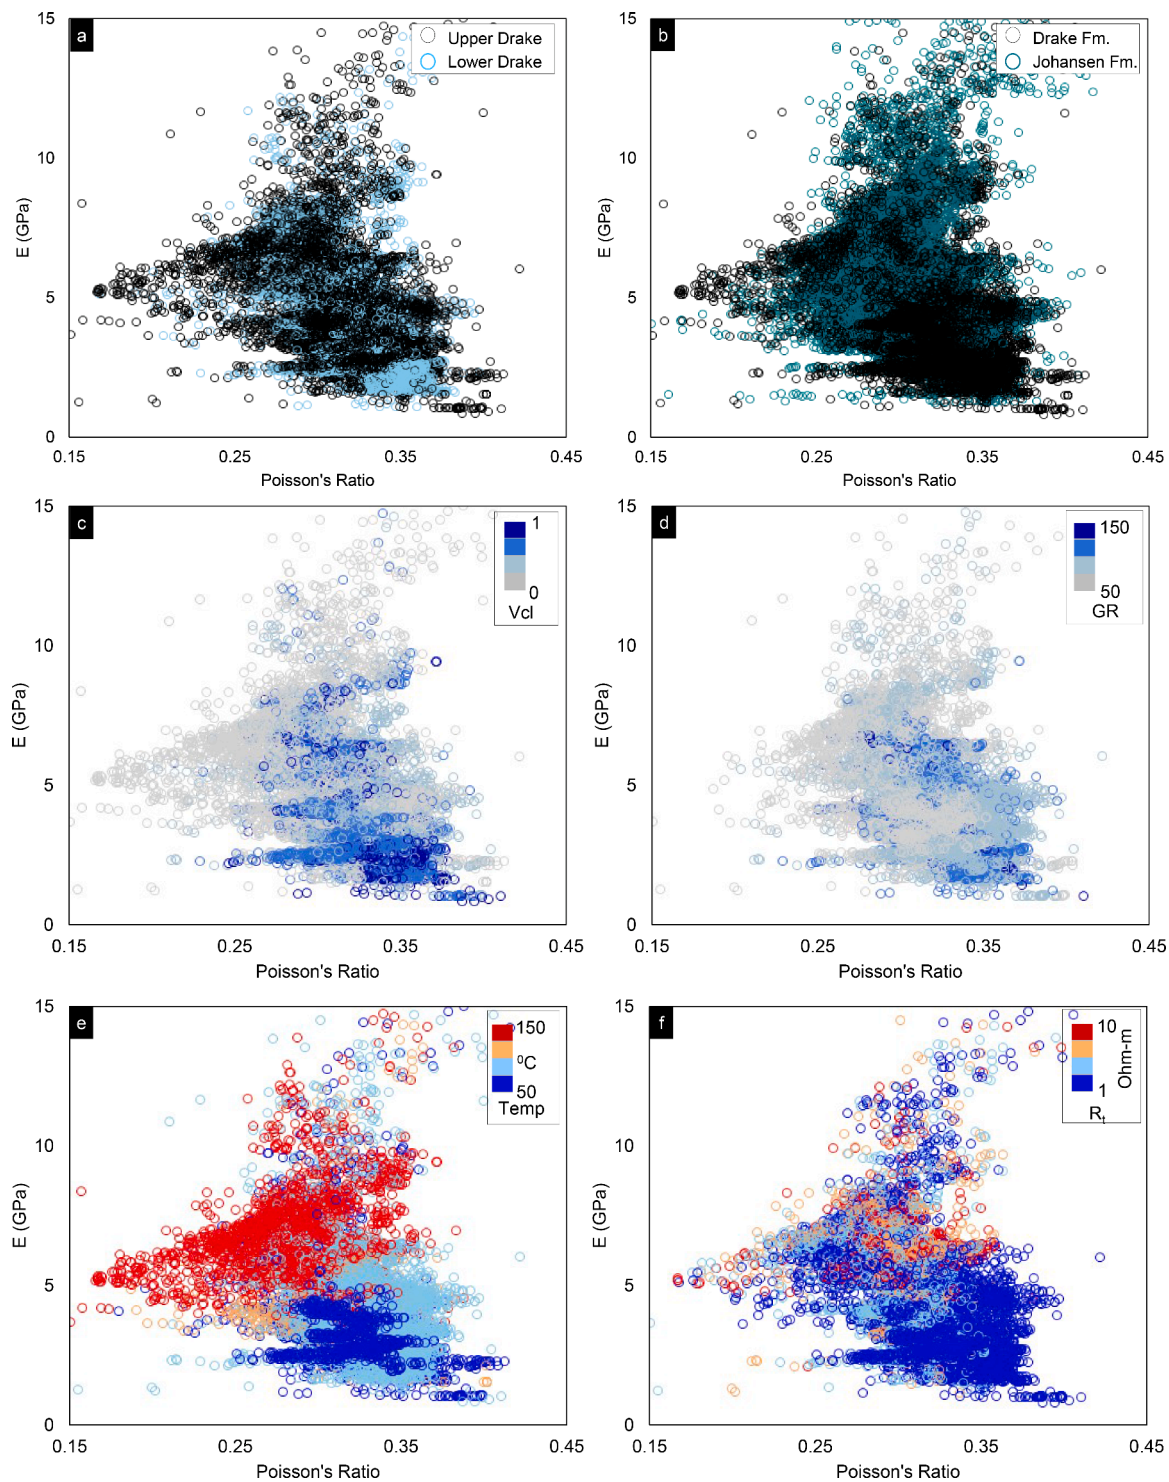 a
15
10
5
0
E (GPa)
Upper Drake
Lower Drake
0.15
0.25
0.35
0.45
Poisson's Ratio
b
15
10
5
0
E (GPa)
Drake Fm.
Johansen Fm.
0.15
0.25
0.35
0.45
Poisson's Ratio
c
15
10
5
0
E (GPa)
1
0
Vcl
0.15
0.25
0.35
0.45
Poisson's Ratio
d
15
10
5
0
E (GPa)
150
50
GR
0.15
0.25
0.35
0.45
Poisson's Ratio
e
15
10
5
0
E (GPa)
150
⁰C
50
Temp
0.15
0.25
0.35
0.45
Poisson's Ratio
f
15
10
5
0
E (GPa)
10
1
Ohm-m
Rt
0.15
0.25
0.35
0.45
Poisson's Ratio